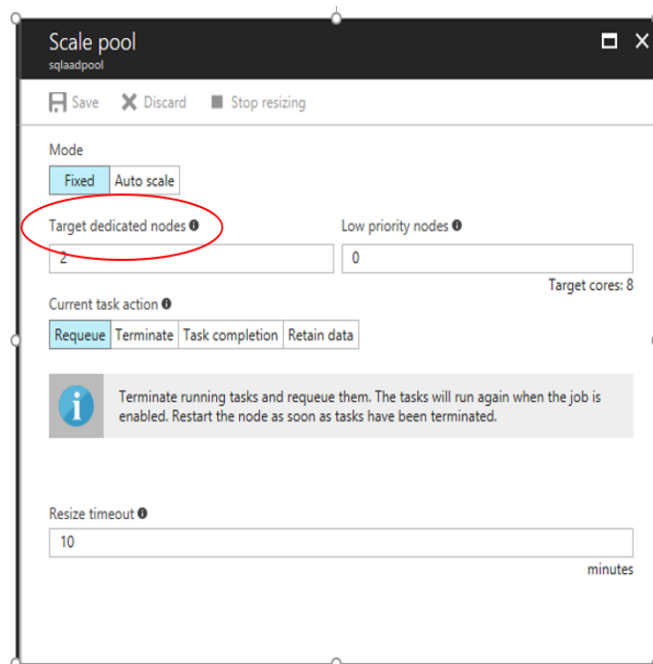 Scale pool
sqlaadpool
Save Discard Stop resizing
Mode
Fixed Auto scale
Target dedicated nodes Low priority nodes
2 0
Target cores: 8
Current task action
Requeue Terminate Task completion Retain data
Terminate running tasks and requeue them. The tasks will run again when the job is
enabled. Restart the node as soon as tasks have been terminated.
Resize timeout
10
minutes